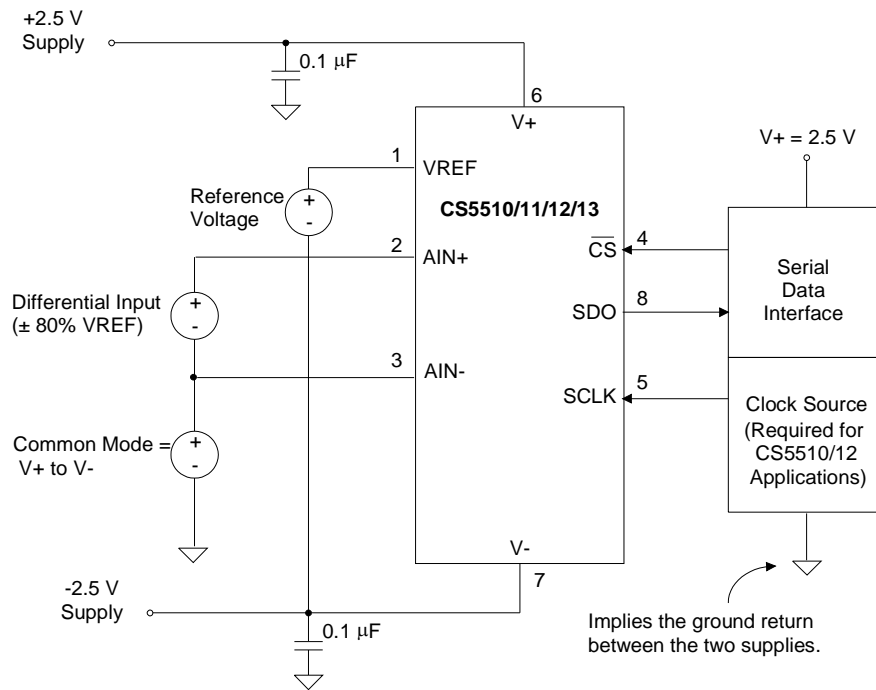 +2.5 V
Supply
0.1 μF
6
V+
V+ = 2.5 V
1
VREF
Reference
Voltage
+
-
CS5510/11/12/13
2
AIN+
CS
4
Serial
Data
Interface
Differential Input
(± 80% VREF)
+
-
SDO
8
3
AIN-
SCLK
5
Clock Source
(Required for
CS5510/12
Applications)
Common Mode =
V+ to V-
+
-
V-
7
-2.5 V
Supply
0.1 μF
Implies the ground return
between the two supplies.